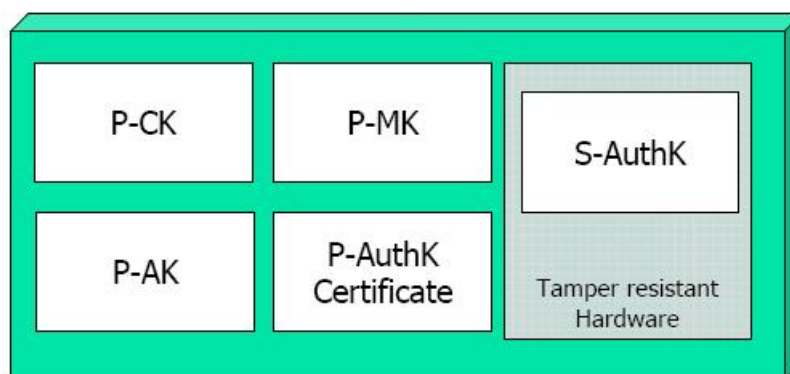 P-CK
P-MK
S-AuthK
P-AK
P-AuthK
Certificate
Tamper resistant
Hardware